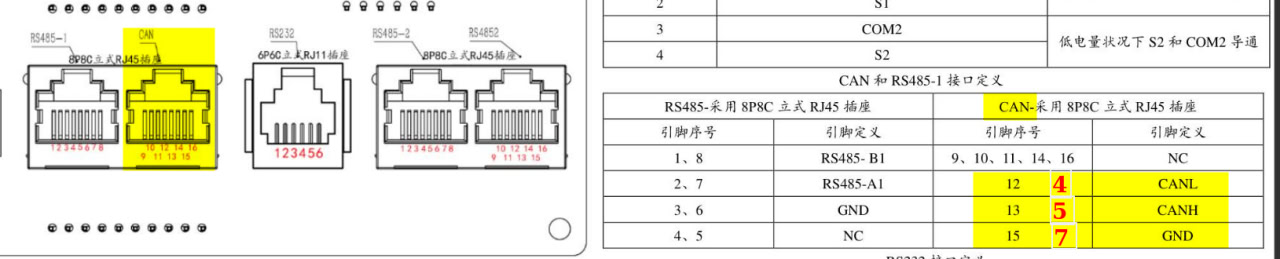 RS485-1
CAN
RS232
RS485-2
RS4852
8P8C立式RJ45插座
6P6C立式RJ11插座
8P8C立式RJ45插座
12345678
10 12 14 16
9 11 13 15
123456
12345678
10 12 14 16
9 11 13 15
2 S1
3 COM2 低电量状况下 S2 和 COM2 导通
4 S2
CAN 和 RS485-1 接口定义
RS485-采用 8P8C 立式 RJ45 插座 CAN-采用 8P8C 立式 RJ45 插座
引脚序号 引脚定义 引脚序号 引脚定义
1、8 RS485- B1 9、10、11、14、16 NC
2、7 RS485-A1 12 4 CANL
3、6 GND 13 5 CANH
4、5 NC 15 7 GND
RS232 接口定义